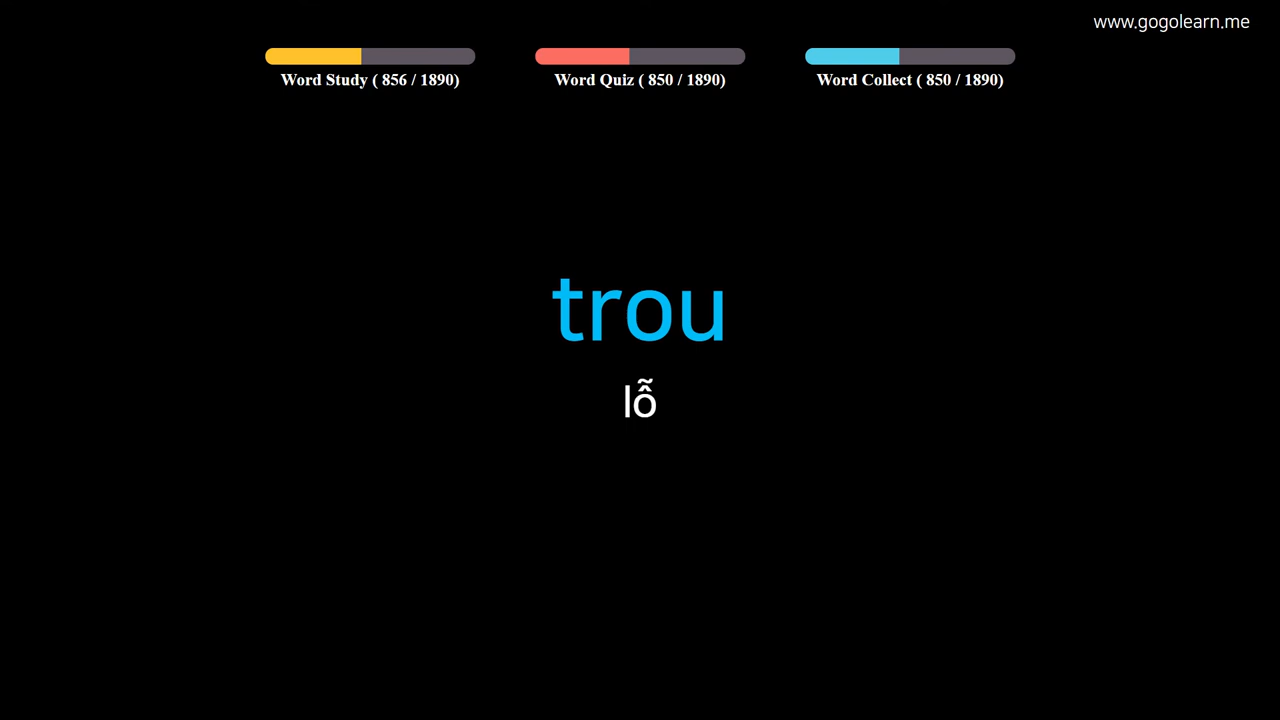 www.gogolearn.me
Word Study ( 856 / 1890)
Word Quiz ( 850 / 1890)
Word Collect ( 850 / 1890)
trou
lỗ